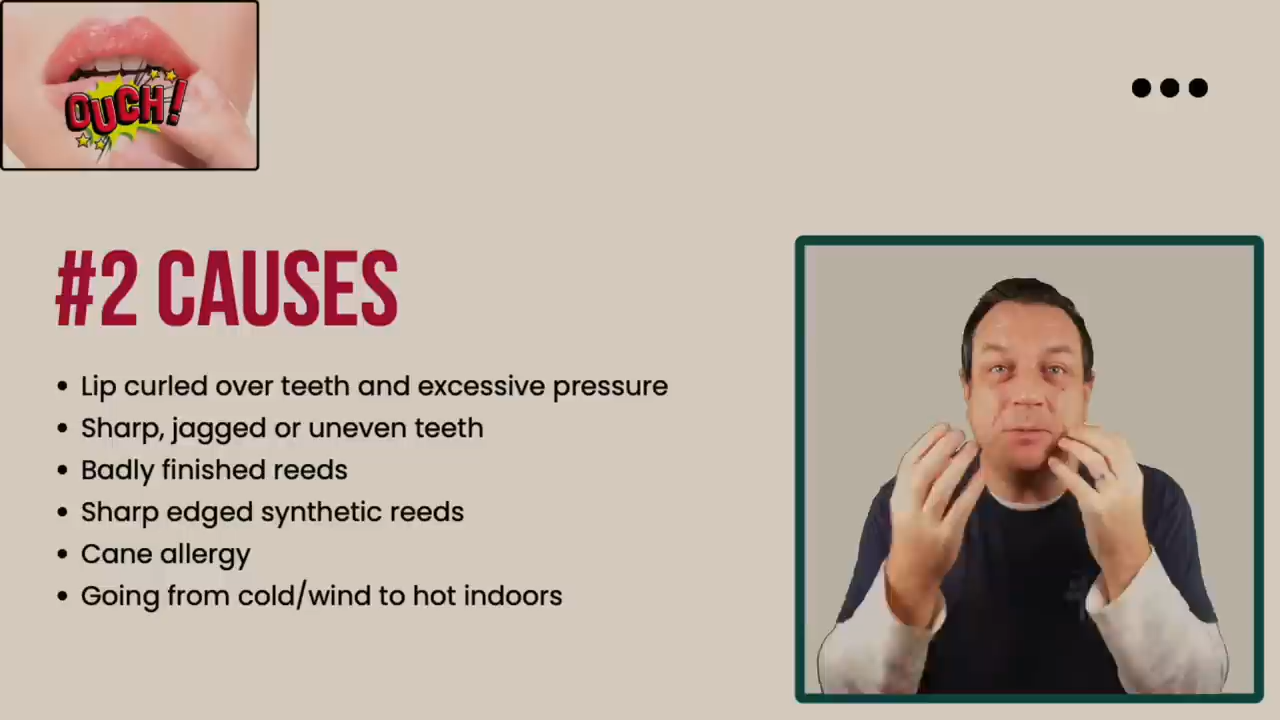 OUCH!
#2 CAUSES
• Lip curled over teeth and excessive pressure
• Sharp, jagged or uneven teeth
• Badly finished reeds
• Sharp edged synthetic reeds
• Cane allergy
• Going from cold/wind to hot indoors